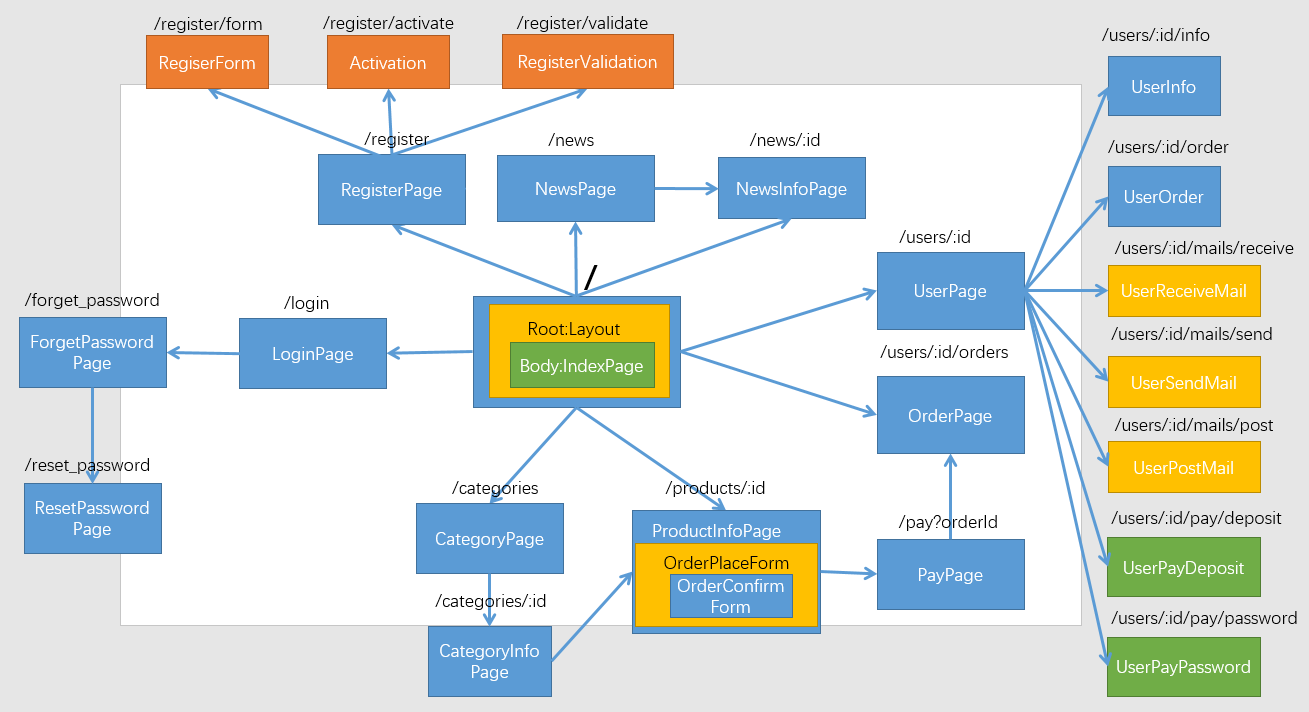 /register/form
/register/activate
/register/validate
RegiserForm
Activation
RegisterValidation
/users/:id/info
UserInfo
/register
/news
/news/:id
RegisterPage
NewsPage
NewsInfoPage
/users/:id/order
UserOrder
/users/:id
UserPage
/users/:id/mails/receive
UserReceiveMail
/
/forget_password
ForgetPassword
Page
/login
LoginPage
Root:Layout
Body:IndexPage
/users/:id/orders
OrderPage
/users/:id/mails/send
UserSendMail
/users/:id/mails/post
UserPostMail
/reset_password
ResetPassword
Page
/categories
CategoryPage
/products/:id
ProductInfoPage
OrderPlaceForm
OrderConfirm
Form
/pay?orderId
PayPage
/users/:id/pay/deposit
UserPayDeposit
/categories/:id
CategoryInfo
Page
/users/:id/pay/password
UserPayPassword